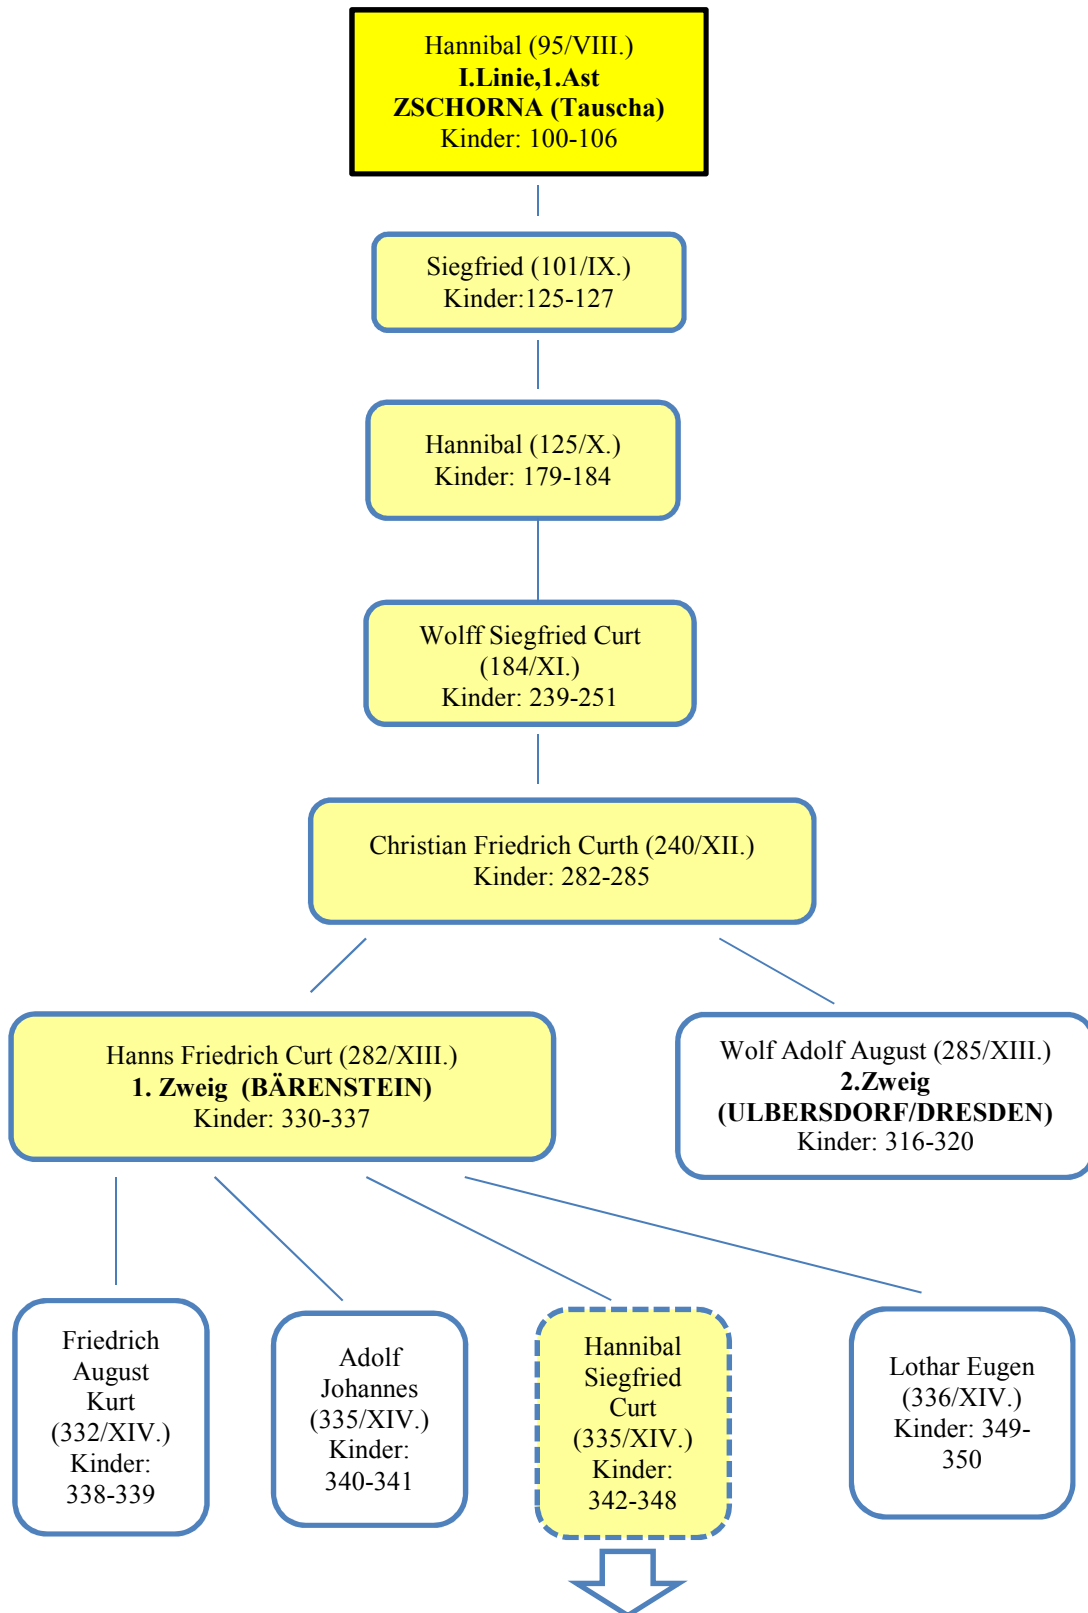 Hannibal (95/VIII.)
I.Linie,1.Ast
ZSCHORNA (Tauscha)
Kinder: 100-106
Siegfried (101/IX.)
Kinder:125-127
Hannibal (125/X.)
Kinder: 179-184
Wolff Siegfried Curt
(184/XI.)
Kinder: 239-251
Christian Friedrich Curth (240/XII.)
Kinder: 282-285
Hanns Friedrich Curt (282/XIII.)
1. Zweig (BÄRENSTEIN)
Kinder: 330-337
Wolf Adolf August (285/XIII.)
2.Zweig
(ULBERSDORF/DRESDEN)
Kinder: 316-320
Friedrich
August
Kurt
(332/XIV.)
Kinder:
338-339
Adolf
Johannes
(335/XIV.)
Kinder:
340-341
Hannibal
Siegfried
Curt
(335/XIV.)
Kinder:
342-348
Lothar Eugen
(336/XIV.)
Kinder: 349-
350